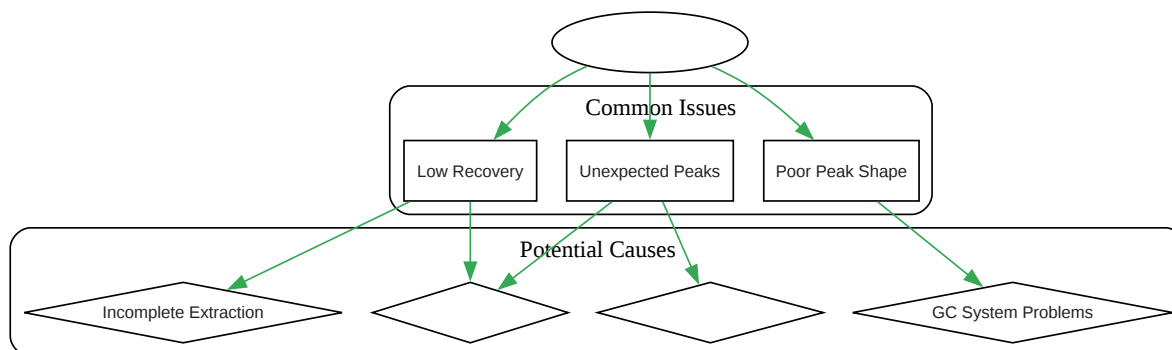 Common Issues
Low Recovery
Unexpected Peaks
Poor Peak Shape
Potential Causes
Incomplete Extraction
GC System Problems